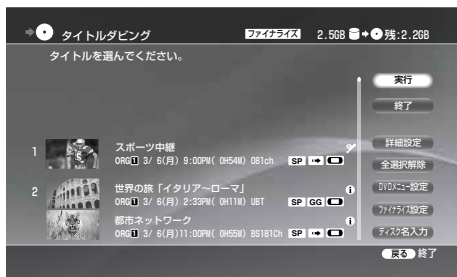 タイトルダビング ファイナライズ 2.5GB 残:2.2GB
タイトルを選んでください。
実行
終了
1 スポーツ中継
ORG1 3/ 6(月) 9:00PM( 0H54M) 081ch SP
詳細設定
全選択解除
2 世界の旅「イタリア～ローマ」
ORG1 3/ 6(月) 2:33PM( 0H11M) UBT SP GG
DVDメニュー設定
都市ネットワーク
ORG1 3/ 6(月)11:00PM( 0H55M) BS181Ch SP
ファイナライズ設定
ディスク名入力
戻る 終了